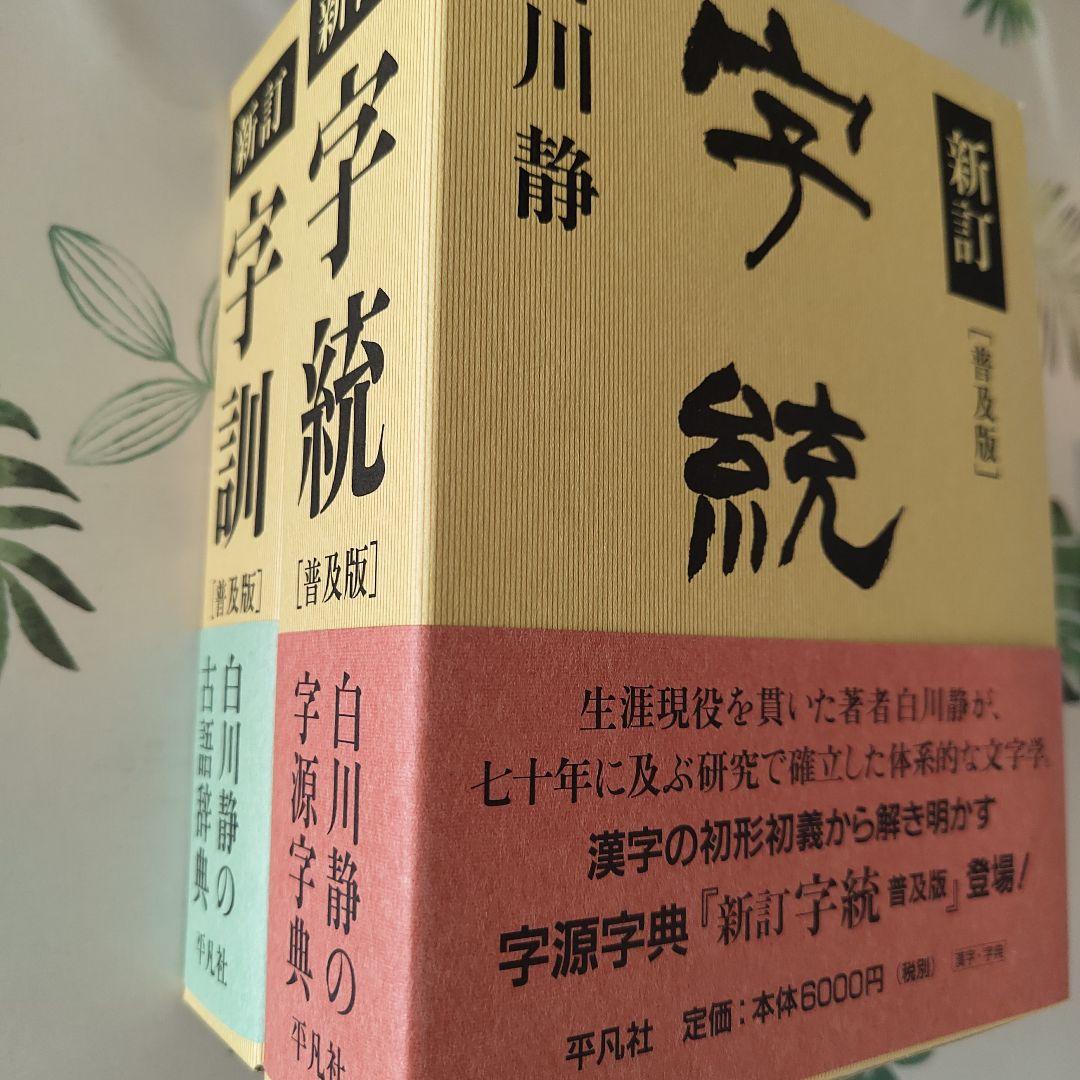 新訂
字訓
[普及版]
白川静の
古語辞典
平凡社
新訂
字統
[普及版]
白川静の
字源字典
平凡社
新訂
[普及版]
字統
川静
生涯現役を貫いた著者白川静が、
七十年に及ぶ研究で確立した体系的な文字学。
漢字の初形初義から解き明かす
字源字典『新訂字統 普及版』登場!
平凡社 定価:本体6000円(税別) 漢字・字典